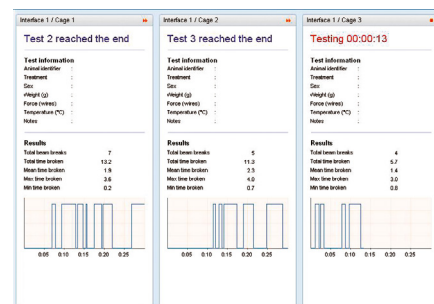 Interface 1 / Cage 1
Test 2 reached the end
Test information
Animal identifier :
Treatment :
Sex :
Weight (g) :
Force (wires) :
Temperature (°C) :
Notes :
Results
Total beam breaks 7
Total time broken 13.2
Mean time broken 1.9
Max time broken 3.6
Min time broken 0.2
0.05 0.10 0.15 0.20 0.25
Interface 1 / Cage 2
Test 3 reached the end
Test information
Animal identifier :
Treatment :
Sex :
Weight (g) :
Force (wires) :
Temperature (°C) :
Notes :
Results
Total beam breaks 5
Total time broken 11.3
Mean time broken 2.3
Max time broken 4.0
Min time broken 0.7
0.05 0.10 0.15 0.20 0.25
Interface 1 / Cage 3
Testing 00:00:13
Test information
Animal identifier :
Treatment :
Sex :
Weight (g) :
Force (wires) :
Temperature (°C) :
Notes :
Results
Total beam breaks 4
Total time broken 5.7
Mean time broken 1.4
Max time broken 3.0
Min time broken 0.8
0.05 0.10 0.15 0.20 0.25